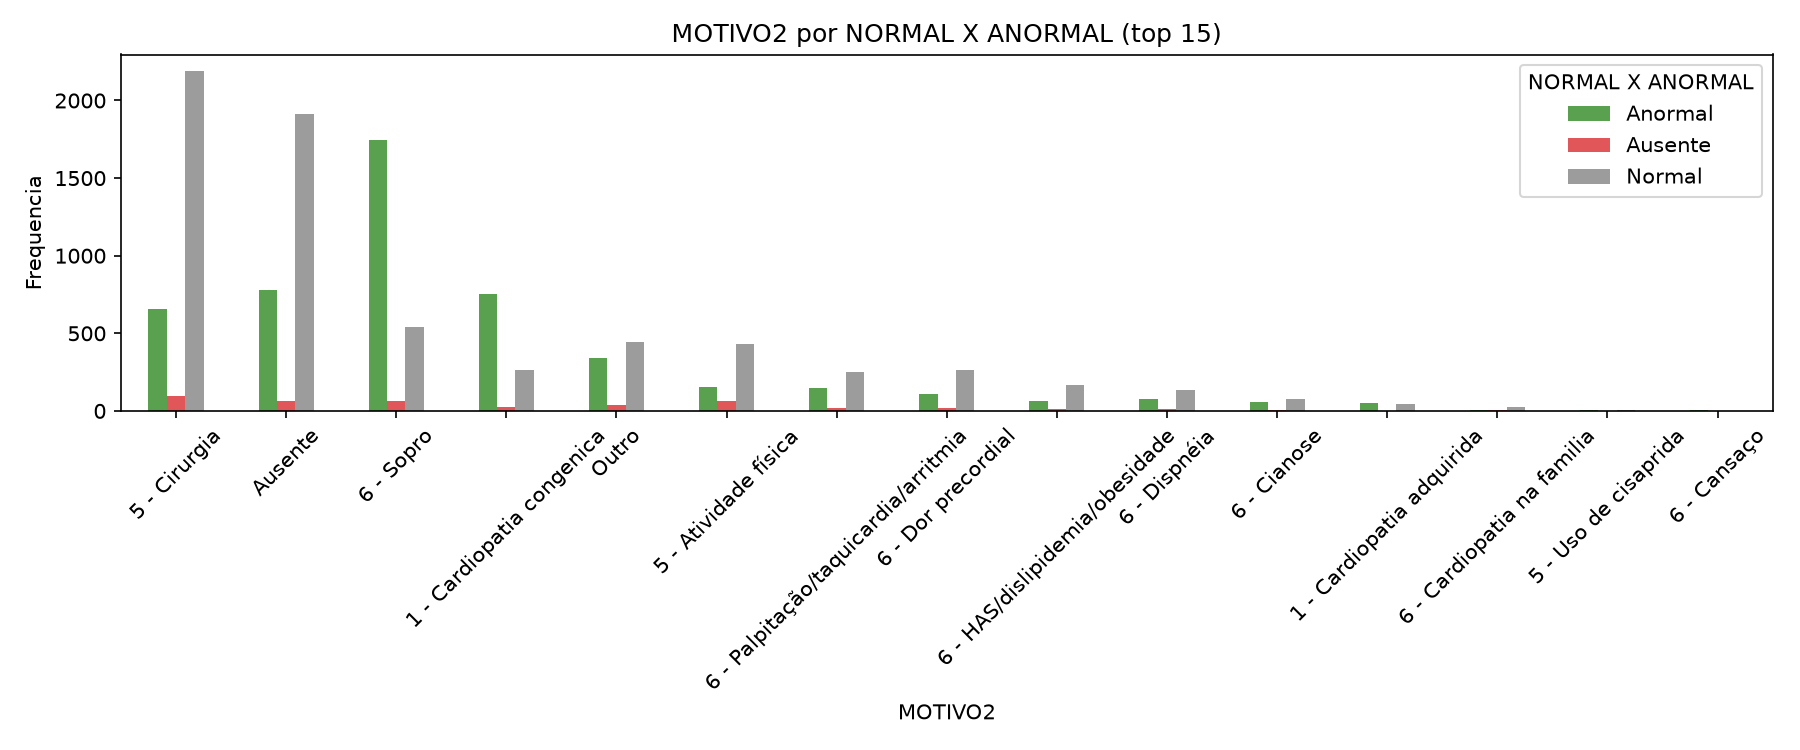 MOTIVO2 por NORMAL X ANORMAL (top 15)
NORMAL X ANORMAL
Anormal
Ausente
Normal
Frequencia
2000
1500
1000
500
0
5 - Cirurgia
Ausente
6 - Sopro
1 - Cardiopatia congenica
Outro
5 - Atividade física
6 - Palpitação/taquicardia/arritmia
6 - Dor precordial
6 - HAS/dislipidemia/obesidade
6 - Dispnéia
6 - Cianose
1 - Cardiopatia adquirida
6 - Cardiopatia na familia
5 - Uso de cisaprida
6 - Cansaço
MOTIVO2